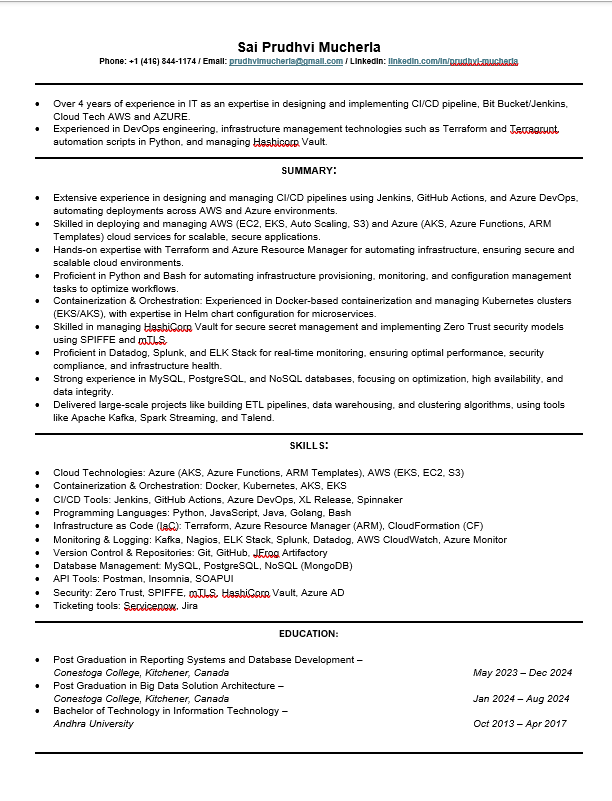 Sai Prudhvi Mucherla
Phone: +1 (416) 844-1174 / Email: prudhvimucherla@gmail.com / LinkedIn: linkedin.com/in/prudhvi-mucherla
• Over 4 years of experience in IT as an expertise in designing and implementing CI/CD pipeline, Bit Bucket/Jenkins,
Cloud Tech AWS and AZURE.
• Experienced in DevOps engineering, infrastructure management technologies such as Terraform and Terragrunt,
automation scripts in Python, and managing Hashicorp Vault.
SUMMARY:
• Extensive experience in designing and managing CI/CD pipelines using Jenkins, GitHub Actions, and Azure DevOps,
automating deployments across AWS and Azure environments.
• Skilled in deploying and managing AWS (EC2, EKS, Auto Scaling, S3) and Azure (AKS, Azure Functions, ARM
Templates) cloud services for scalable, secure applications.
• Hands-on expertise with Terraform and Azure Resource Manager for automating infrastructure, ensuring secure and
scalable cloud environments.
• Proficient in Python and Bash for automating infrastructure provisioning, monitoring, and configuration management
tasks to optimize workflows.
• Containerization & Orchestration: Experienced in Docker-based containerization and managing Kubernetes clusters
(EKS/AKS), with expertise in Helm chart configuration for microservices.
• Skilled in managing HashiCorp Vault for secure secret management and implementing Zero Trust security models
using SPIFFE and mTLS.
• Proficient in Datadog, Splunk, and ELK Stack for real-time monitoring, ensuring optimal performance, security
compliance, and infrastructure health.
• Strong experience in MySQL, PostgreSQL, and NoSQL databases, focusing on optimization, high availability, and
data integrity.
• Delivered large-scale projects like building ETL pipelines, data warehousing, and clustering algorithms, using tools
like Apache Kafka, Spark Streaming, and Talend.
SKILLS:
• Cloud Technologies: Azure (AKS, Azure Functions, ARM Templates), AWS (EKS, EC2, S3)
• Containerization & Orchestration: Docker, Kubernetes, AKS, EKS
• CI/CD Tools: Jenkins, GitHub Actions, Azure DevOps, XL Release, Spinnaker
• Programming Languages: Python, JavaScript, Java, Golang, Bash
• Infrastructure as Code (IaC): Terraform, Azure Resource Manager (ARM), CloudFormation (CF)
• Monitoring & Logging: Kafka, Nagios, ELK Stack, Splunk, Datadog, AWS CloudWatch, Azure Monitor
• Version Control & Repositories: Git, GitHub, JFrog Artifactory
• Database Management: MySQL, PostgreSQL, NoSQL (MongoDB)
• API Tools: Postman, Insomnia, SOAPUI
• Security: Zero Trust, SPIFFE, mTLS, HashiCorp Vault, Azure AD
• Ticketing tools: Servicenow, Jira
EDUCATION:
• Post Graduation in Reporting Systems and Database Development –
Conestoga College, Kitchener, Canada May 2023 – Dec 2024
• Post Graduation in Big Data Solution Architecture –
Conestoga College, Kitchener, Canada Jan 2024 – Aug 2024
• Bachelor of Technology in Information Technology –
Andhra University Oct 2013 – Apr 2017